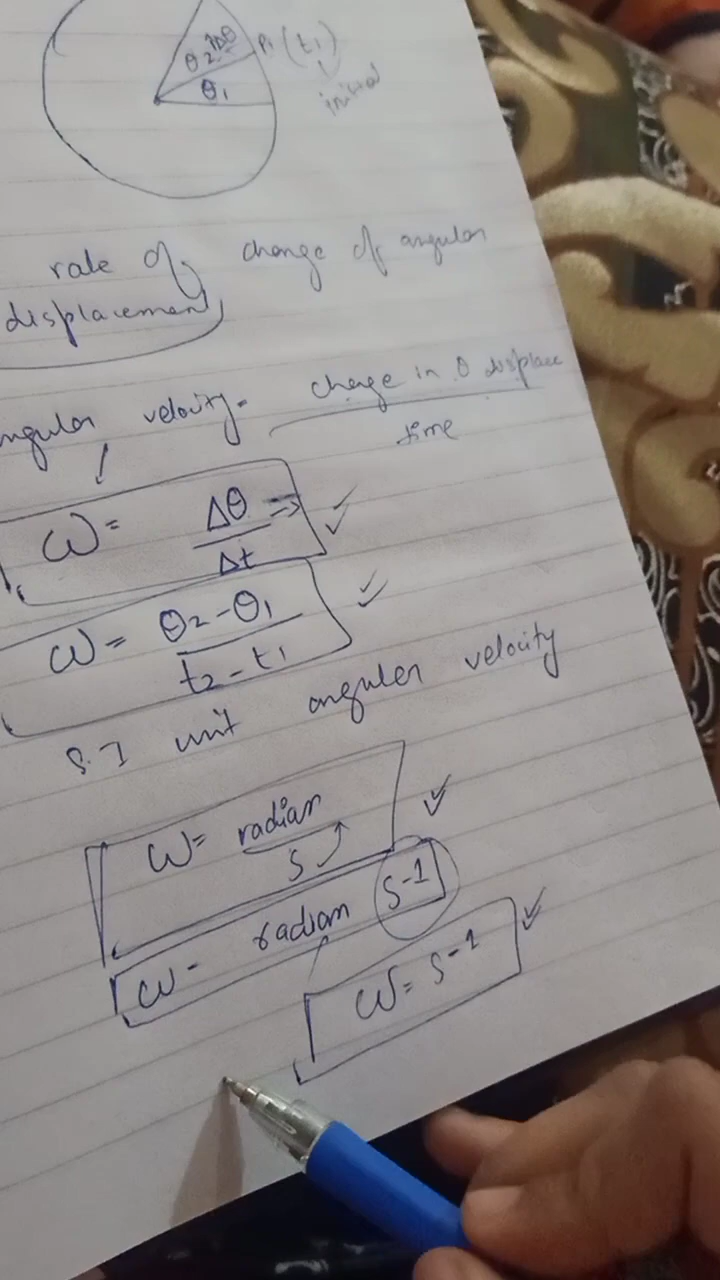 θ2 Δθ P1 (t1)
θ1 initial
rate of change of angular
displacement
angular velocity = change in θ displace
time
ω = Δθ ⇒
Δt
ω = θ2-θ1
t2-t1
S.I unit angular velocity
ω = radian
s
ω - radian s-1
ω = s-1